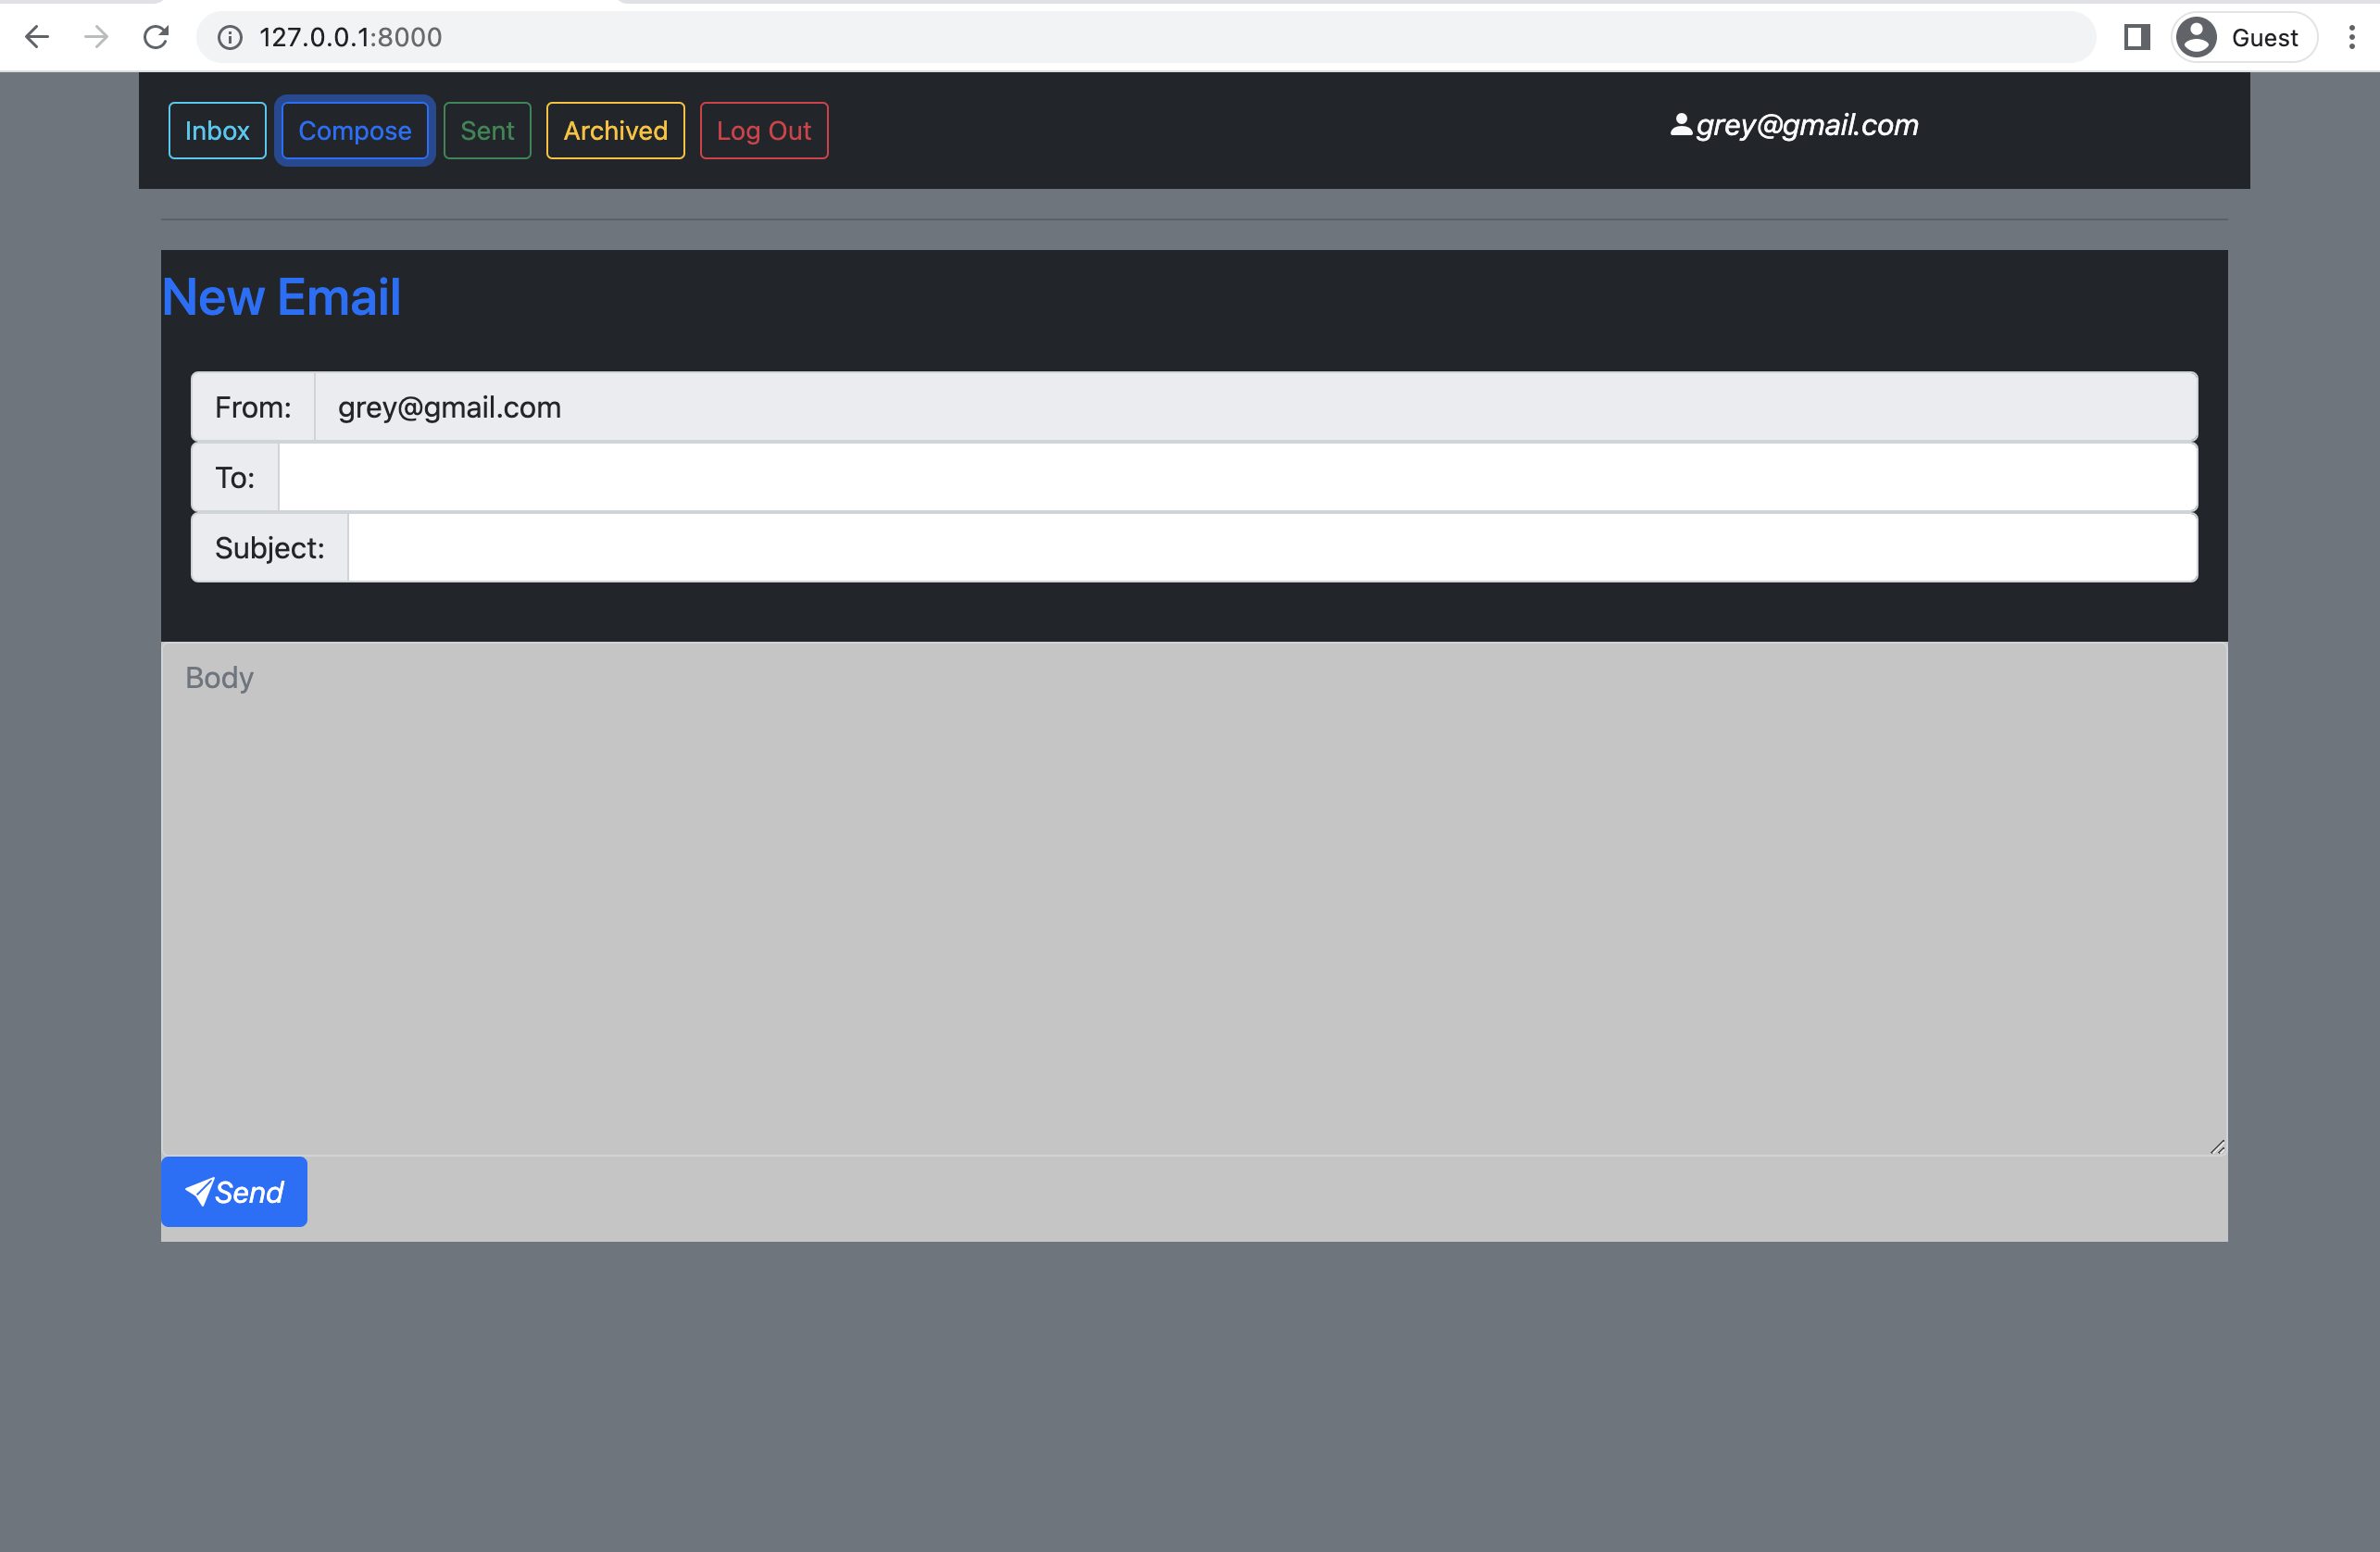 127.0.0.1:8000 Guest
Inbox Compose Sent Archived Log Out grey@gmail.com
New Email
From: grey@gmail.com
To:
Subject:
Body
Send